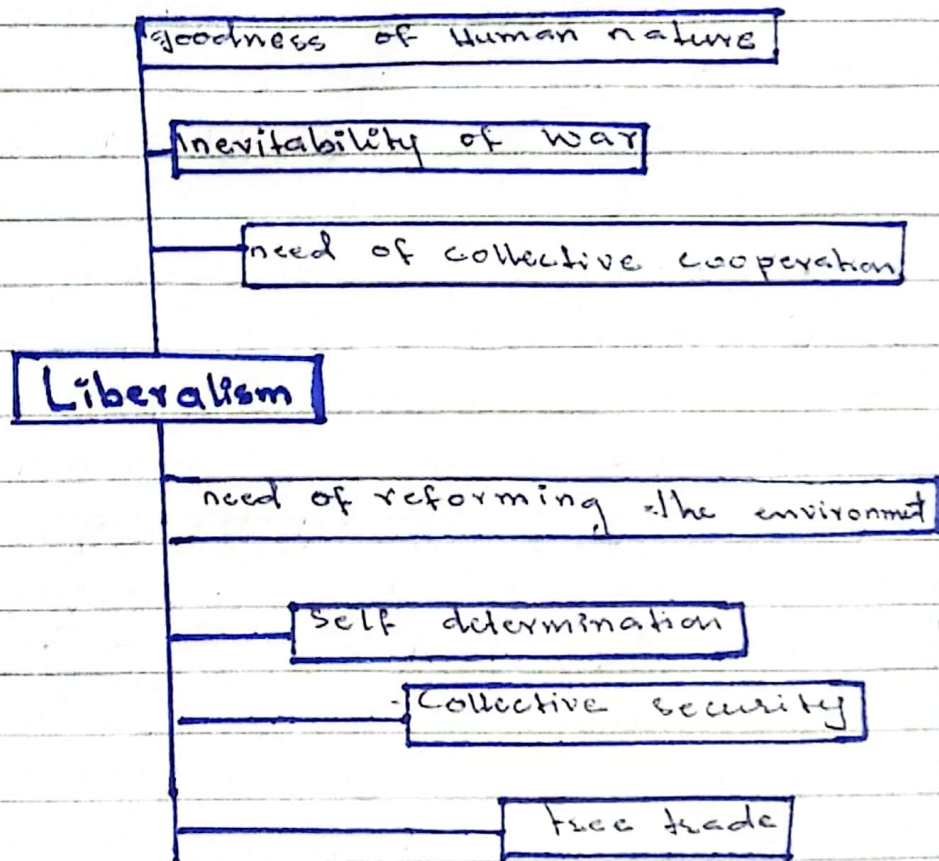 goodness of Human nature
Inevitability of war
need of collective cooperation
Liberalism
need of reforming the environmet
Self determination
Collective security
free trade